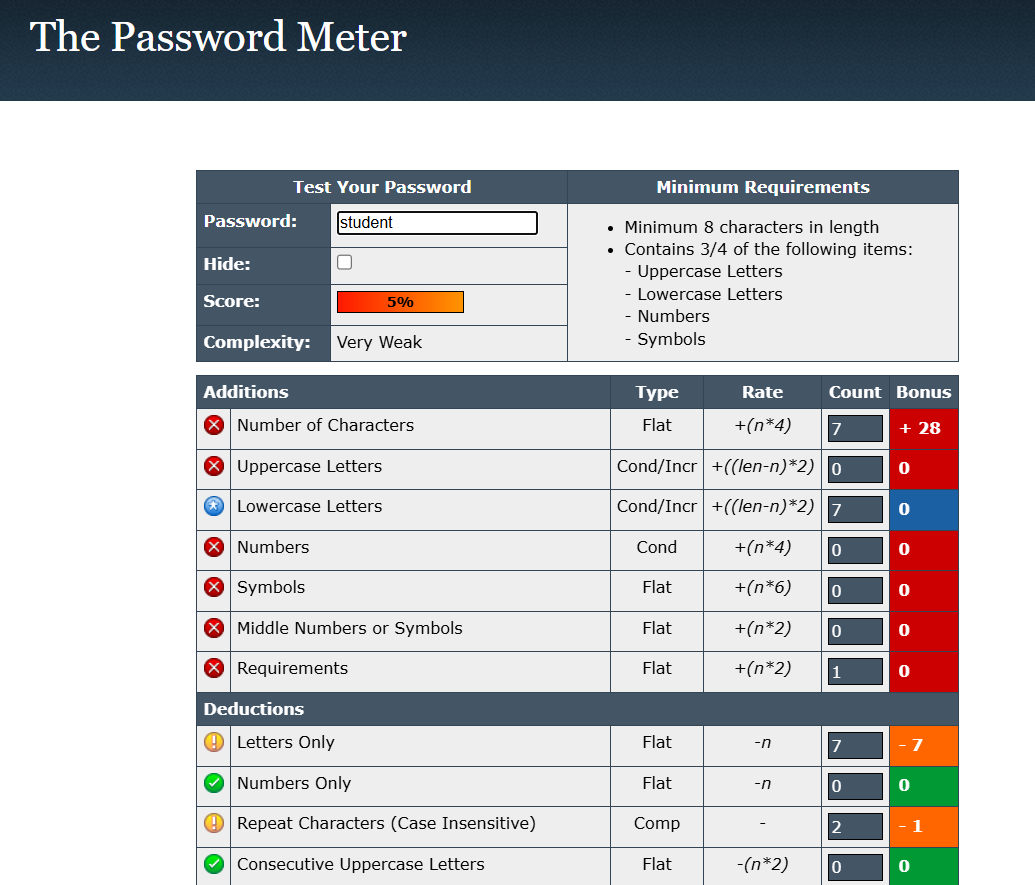 The Password Meter
Test Your Password Minimum Requirements
Password: student
Hide:
Score: 5%
Complexity: Very Weak
• Minimum 8 characters in length
• Contains 3/4 of the following items:
- Uppercase Letters
- Lowercase Letters
- Numbers
- Symbols
Additions Type Rate Count Bonus
Number of Characters Flat +(n*4) 7 + 28
Uppercase Letters Cond/Incr +((len-n)*2) 0 0
Lowercase Letters Cond/Incr +((len-n)*2) 7 0
Numbers Cond +(n*4) 0 0
Symbols Flat +(n*6) 0 0
Middle Numbers or Symbols Flat +(n*2) 0 0
Requirements Flat +(n*2) 1 0
Deductions
Letters Only Flat -n 7 - 7
Numbers Only Flat -n 0 0
Repeat Characters (Case Insensitive) Comp - 2 - 1
Consecutive Uppercase Letters Flat -(n*2) 0 0